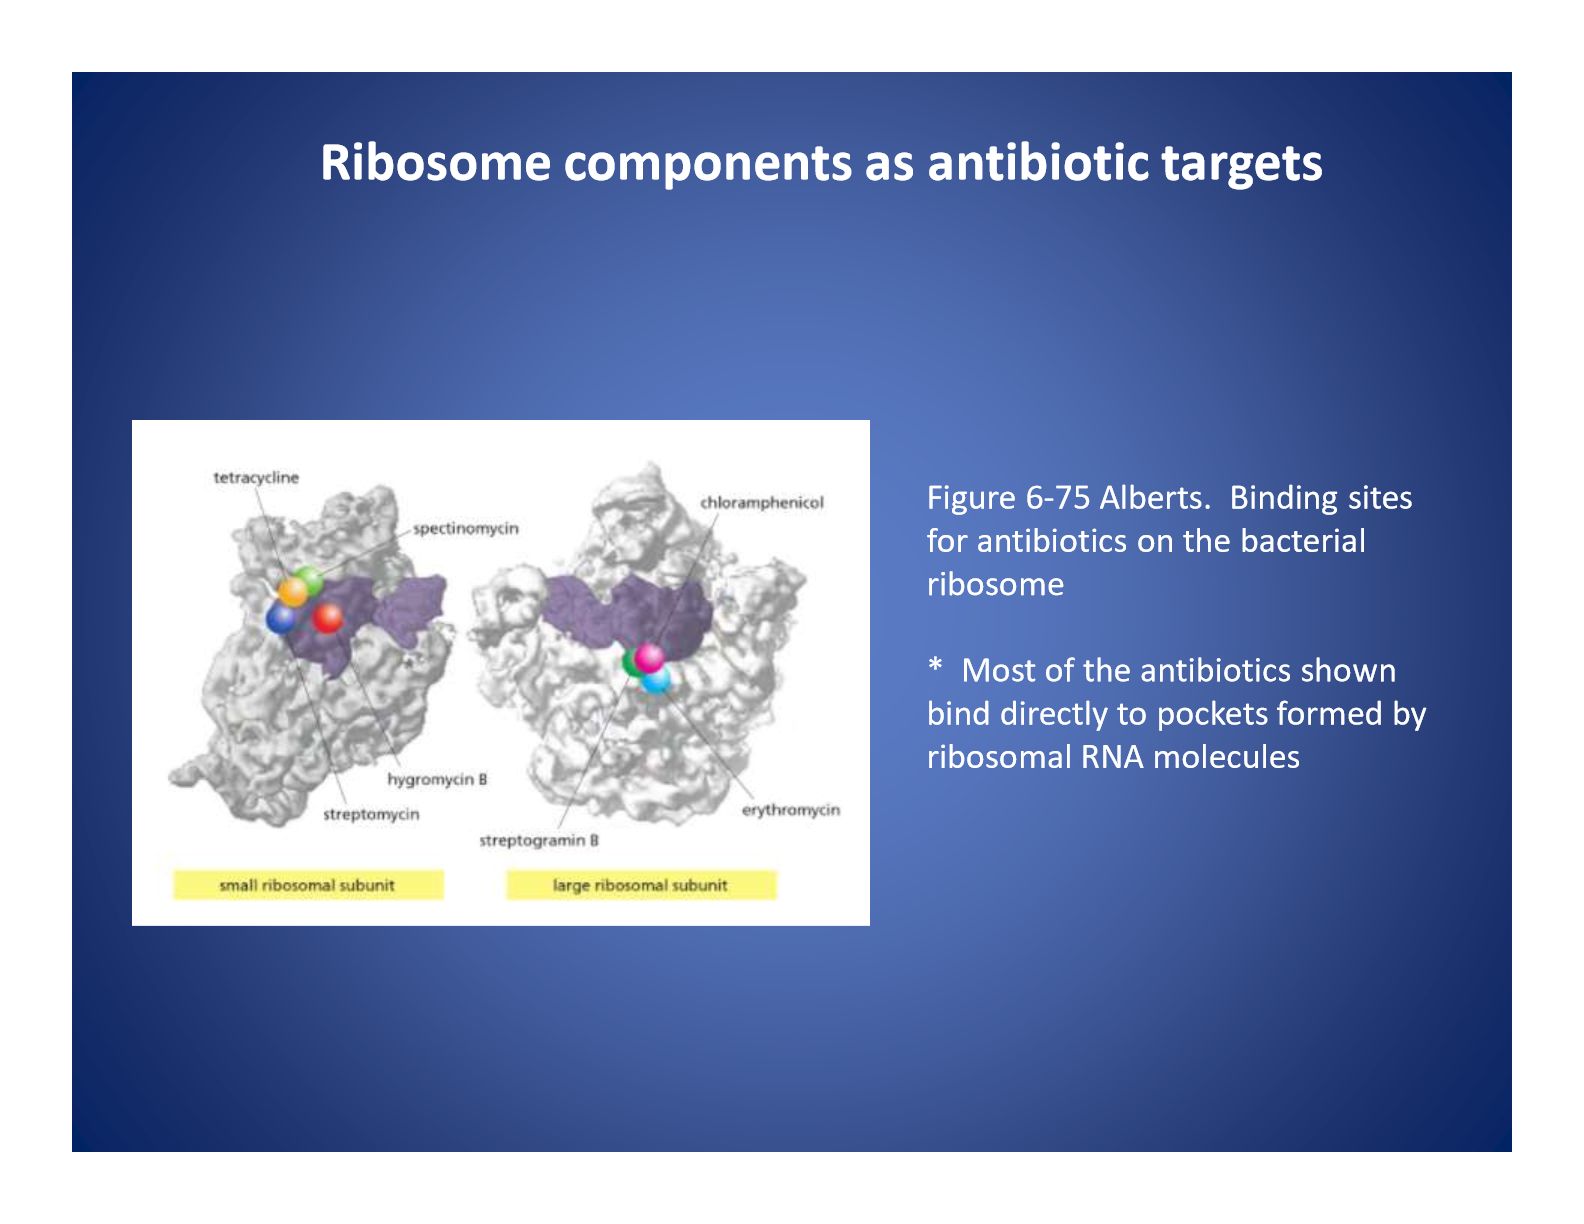 Ribosome components as antibiotic targets
tetracycline
spectinomycin
chloramphenicol
hygromycin B
streptomycin
erythromycin
streptogramin B
small ribosomal subunit
large ribosomal subunit
Figure 6-75 Alberts.  Binding sites
for antibiotics on the bacterial
ribosome
*  Most of the antibiotics shown
bind directly to pockets formed by
ribosomal RNA molecules